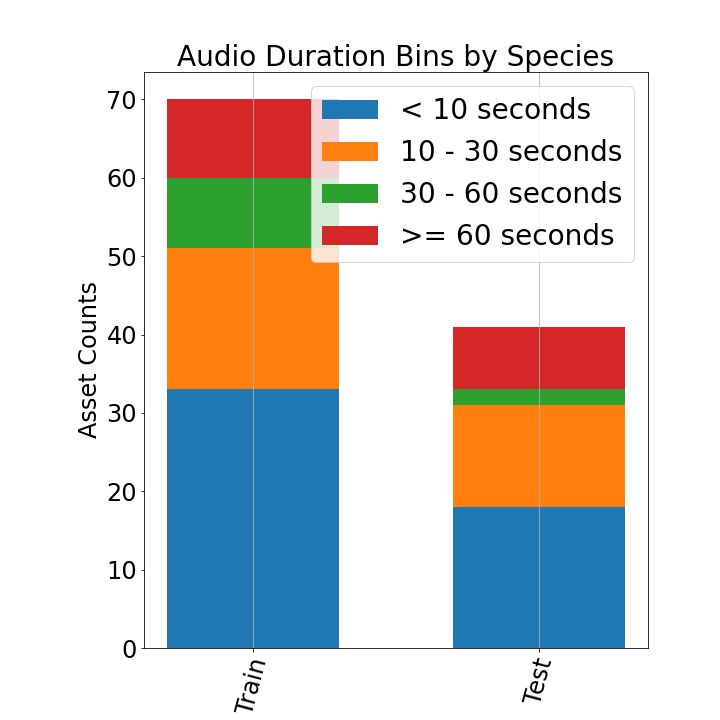 Audio Duration Bins by Species
70
60
50
40
30
20
10
0
Asset Counts
< 10 seconds
10 - 30 seconds
30 - 60 seconds
>= 60 seconds
Train
Test